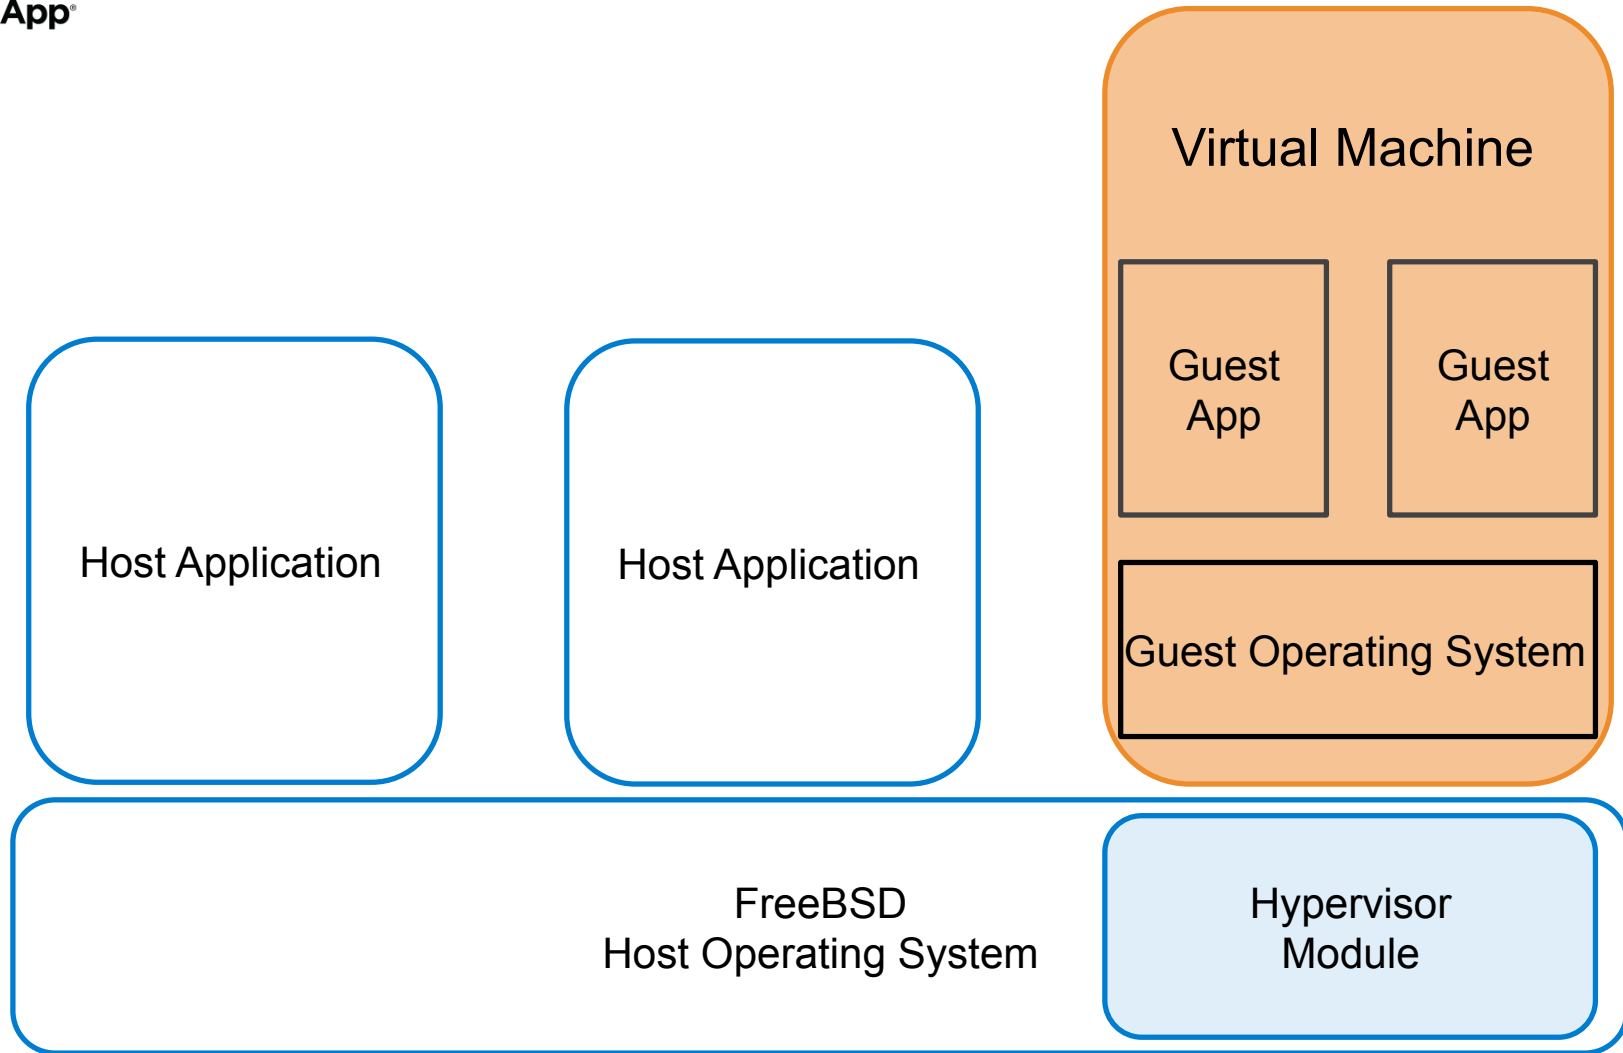 App®
Virtual Machine
Guest
App
Guest
App
Host Application
Host Application
Guest Operating System
FreeBSD
Host Operating System
Hypervisor
Module